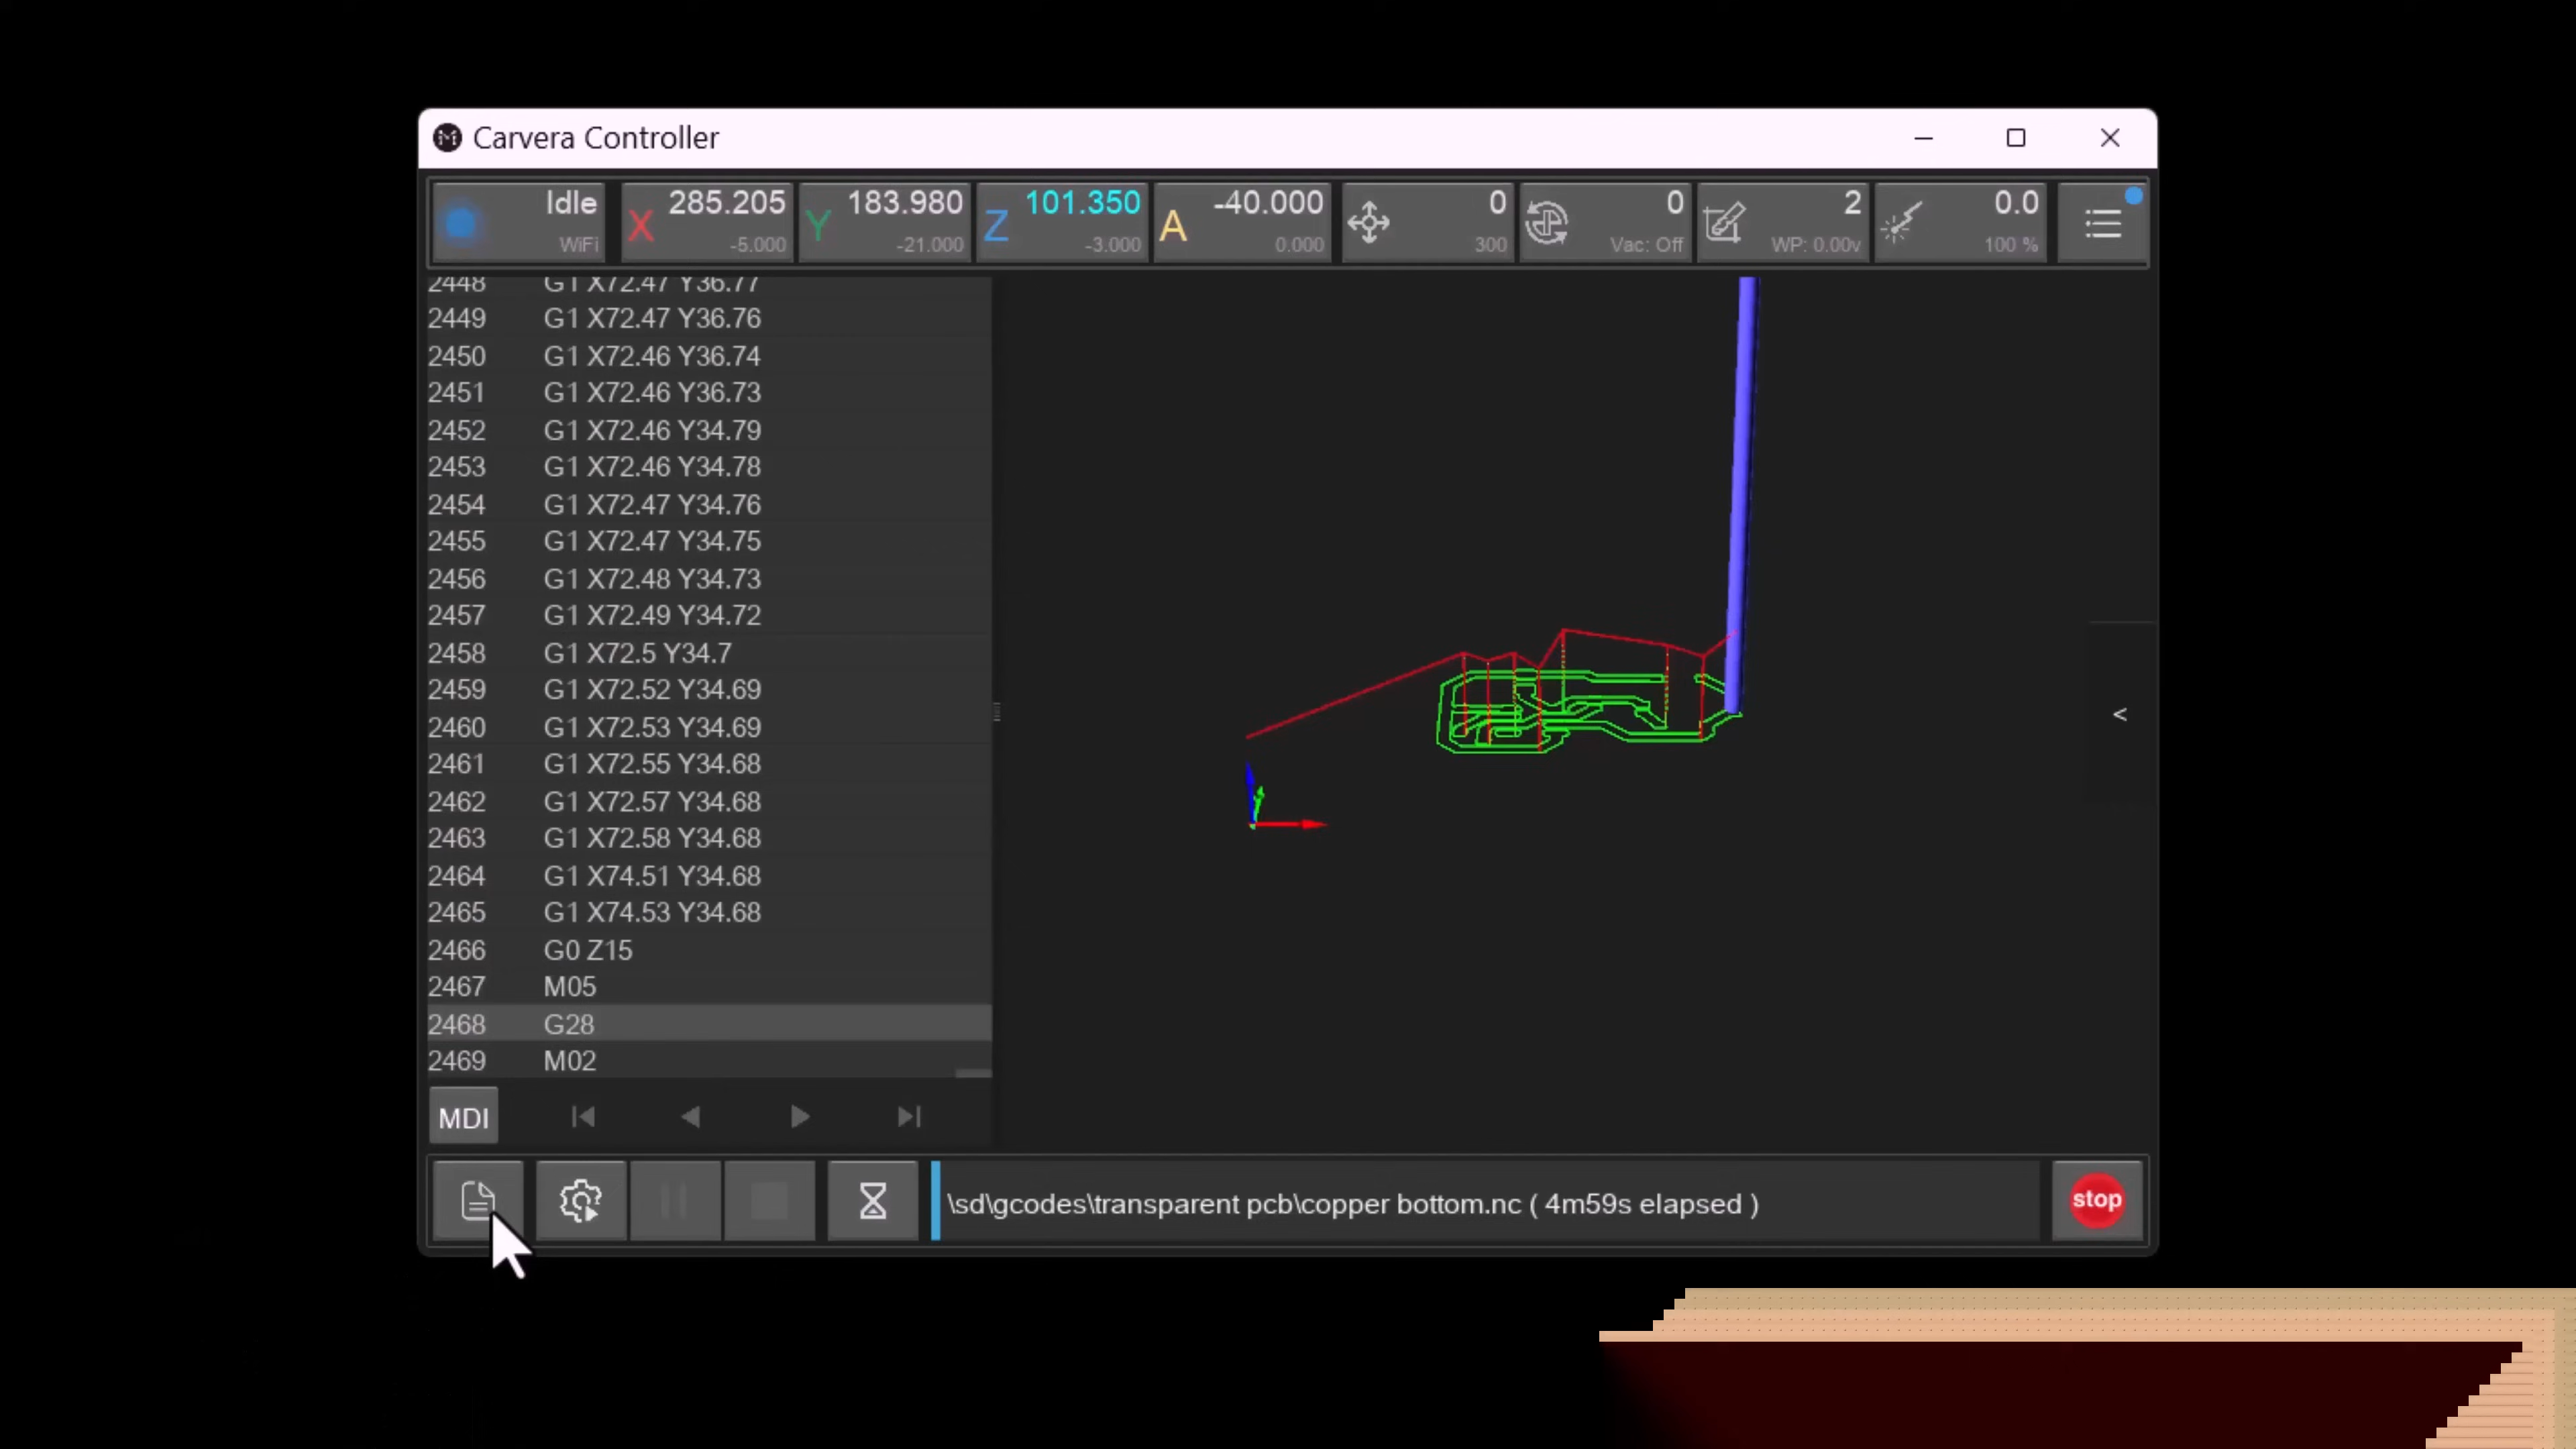 Carvera Controller
Idle
WiFi
X 285.205
-5.000
Y 183.980
-21.000
Z 101.350
-3.000
A -40.000
0.000
0
300
0
Vac: Off
2
WP: 0.00v
0.0
100 %
2448 G1 X72.47 Y36.77
2449 G1 X72.47 Y36.76
2450 G1 X72.46 Y36.74
2451 G1 X72.46 Y36.73
2452 G1 X72.46 Y34.79
2453 G1 X72.46 Y34.78
2454 G1 X72.47 Y34.76
2455 G1 X72.47 Y34.75
2456 G1 X72.48 Y34.73
2457 G1 X72.49 Y34.72
2458 G1 X72.5 Y34.7
2459 G1 X72.52 Y34.69
2460 G1 X72.53 Y34.69
2461 G1 X72.55 Y34.68
2462 G1 X72.57 Y34.68
2463 G1 X72.58 Y34.68
2464 G1 X74.51 Y34.68
2465 G1 X74.53 Y34.68
2466 G0 Z15
2467 M05
2468 G28
2469 M02
<
MDI
\sd\gcodes\transparent pcb\copper bottom.nc ( 4m59s elapsed )
stop